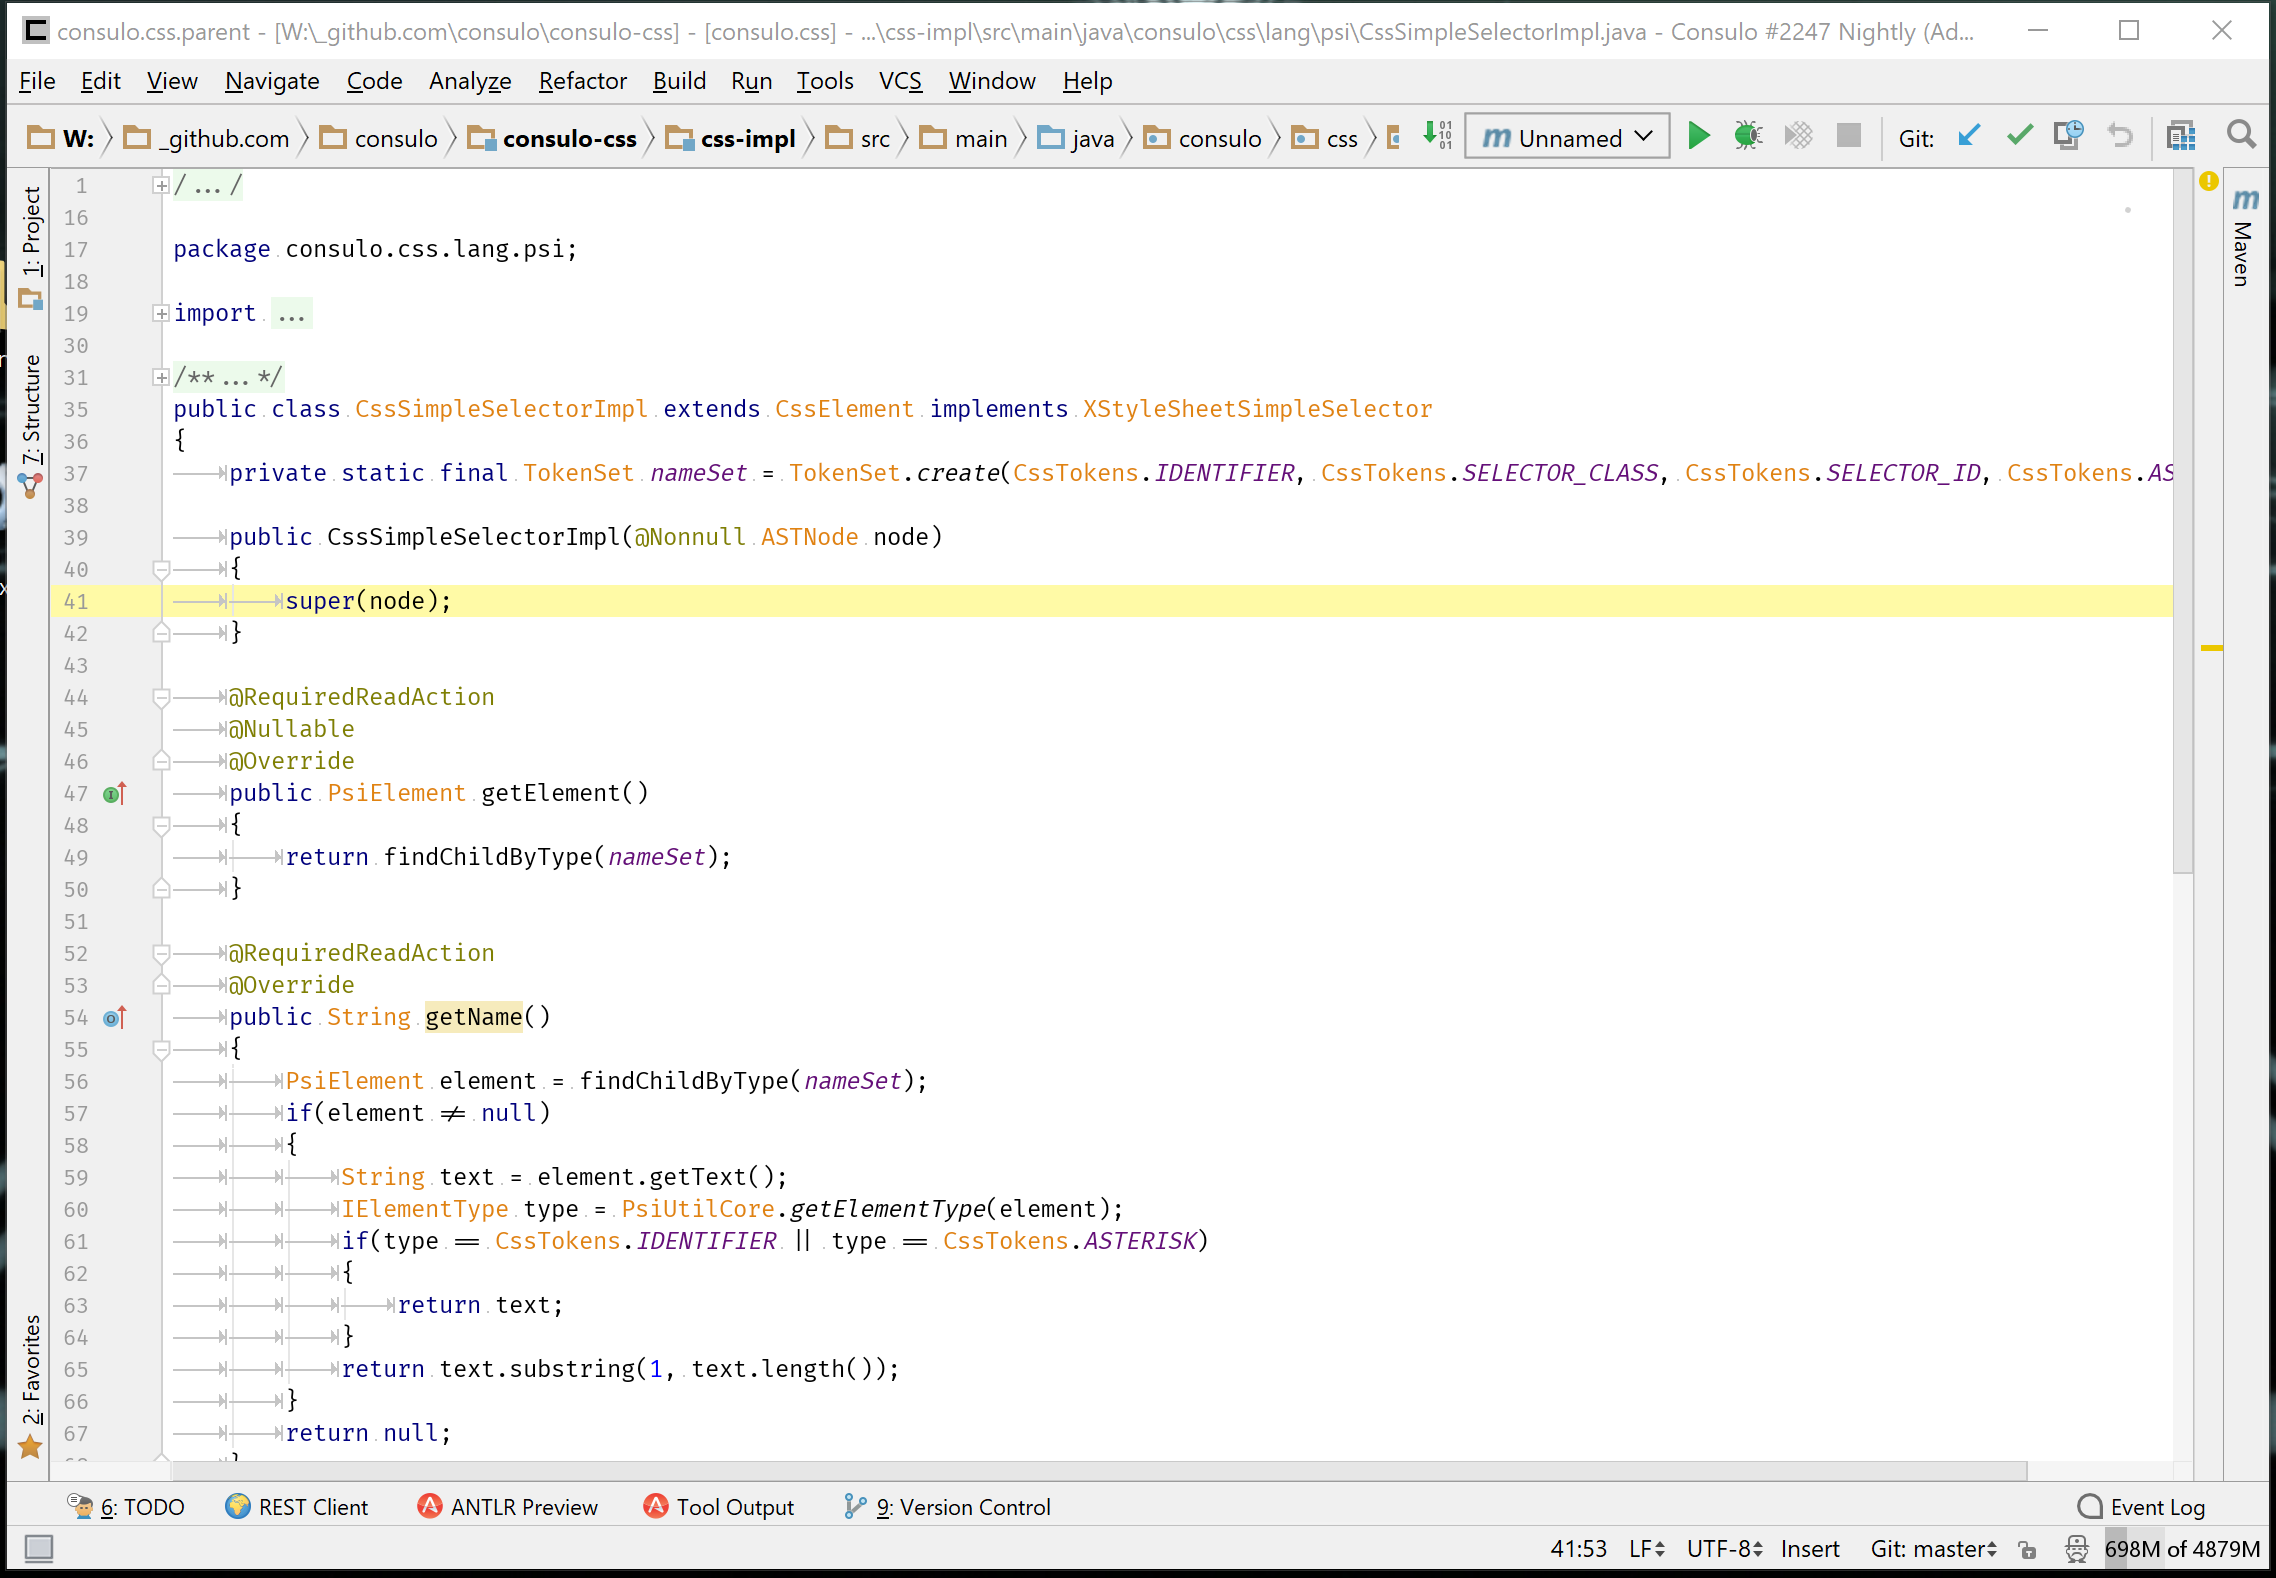 consulo.css.parent - [W:\_github.com\consulo\consulo-css] - [consulo.css] - ...\css-impl\src\main\java\consulo\css\lang\psi\CssSimpleSelectorImpl.java - Consulo #2247 Nightly (Ad...
File Edit View Navigate Code Analyze Refactor Build Run Tools VCS Window Help
W: _github.com consulo consulo-css css-impl src main java consulo css Unnamed Git:
1: Project
7: Structure
2: Favorites
Maven
1 / ... /
16
17 package consulo.css.lang.psi;
18
19 import ...
30
31 /** ... */
35 public class CssSimpleSelectorImpl extends CssElement implements XStyleSheetSimpleSelector
36 {
37 private static final TokenSet nameSet = TokenSet.create(CssTokens.IDENTIFIER, CssTokens.SELECTOR_CLASS, CssTokens.SELECTOR_ID, CssTokens.AS
38
39 public CssSimpleSelectorImpl(@Nonnull ASTNode node)
40 {
41 super(node);
42 }
43
44 @RequiredReadAction
45 @Nullable
46 @Override
47 public PsiElement getElement()
48 {
49 return findChildByType(nameSet);
50 }
51
52 @RequiredReadAction
53 @Override
54 public String getName()
55 {
56 PsiElement element = findChildByType(nameSet);
57 if(element ≠ null)
58 {
59 String text = element.getText();
60 IElementType type = PsiUtilCore.getElementType(element);
61 if(type == CssTokens.IDENTIFIER || type == CssTokens.ASTERISK)
62 {
63 return text;
64 }
65 return text.substring(1, text.length());
66 }
67 return null;
6: TODO REST Client ANTLR Preview Tool Output 9: Version Control Event Log
41:53 LF UTF-8 Insert Git: master 698M of 4879M